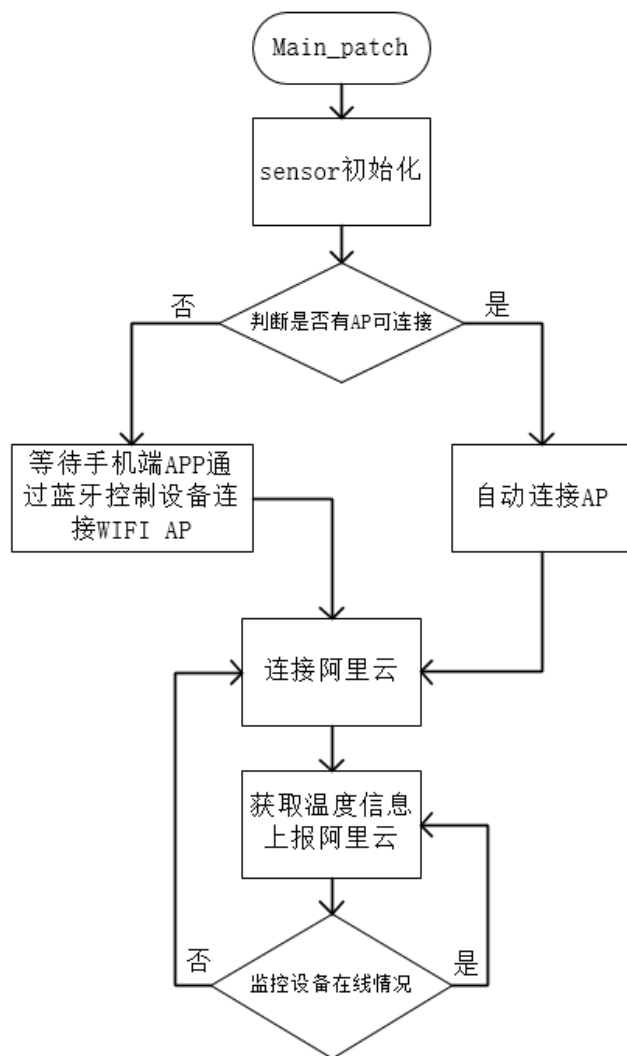 Main_patch
sensor初始化
否
是
判断是否有AP可连接
等待手机端APP通
过蓝牙控制设备连
接WIFI AP
自动连接AP
连接阿里云
获取温度信息
上报阿里云
否
是
监控设备在线情况